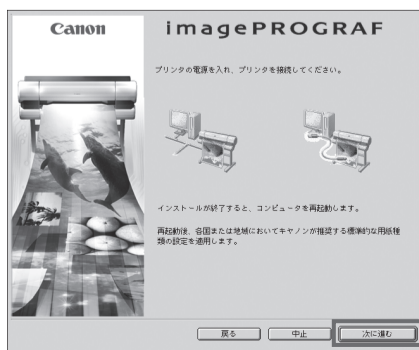 Canon
imagePROGRAF
プリンタの電源を入れ、プリンタを接続してください。
インストールが終了すると、コンピュータを再起動します。
再起動後、各国または地域においてキヤノンが推奨する標準的な用紙種
類の設定を適用します。
戻る
中止
次に進む